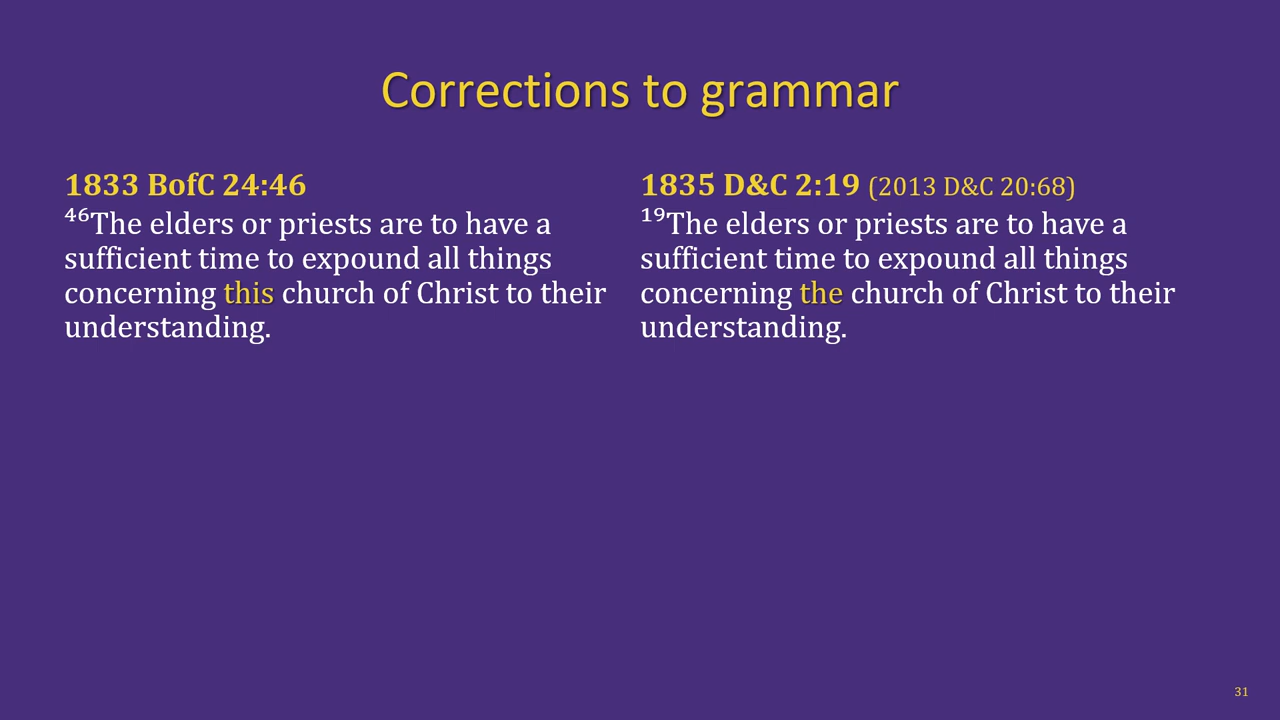 Corrections to grammar
1833 BofC 24:46
⁴⁶The elders or priests are to have a
sufficient time to expound all things
concerning this church of Christ to their
understanding.
1835 D&C 2:19 (2013 D&C 20:68)
¹⁹The elders or priests are to have a
sufficient time to expound all things
concerning the church of Christ to their
understanding.
31